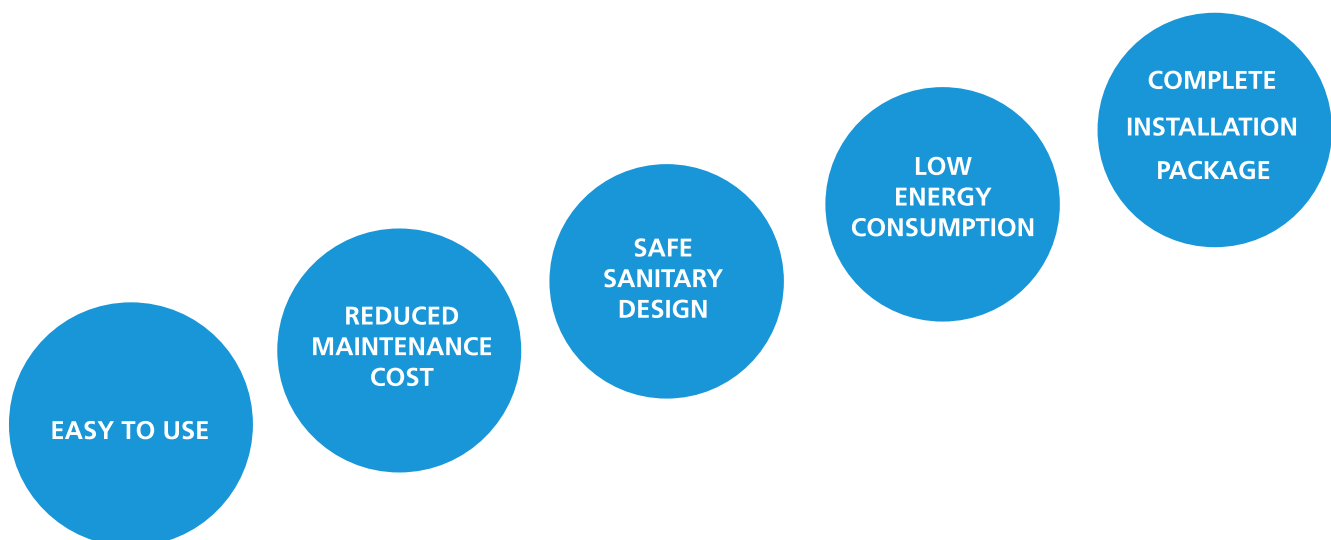 EASY TO USE
REDUCED
MAINTENANCE
COST
SAFE
SANITARY
DESIGN
LOW
ENERGY
CONSUMPTION
COMPLETE
INSTALLATION
PACKAGE